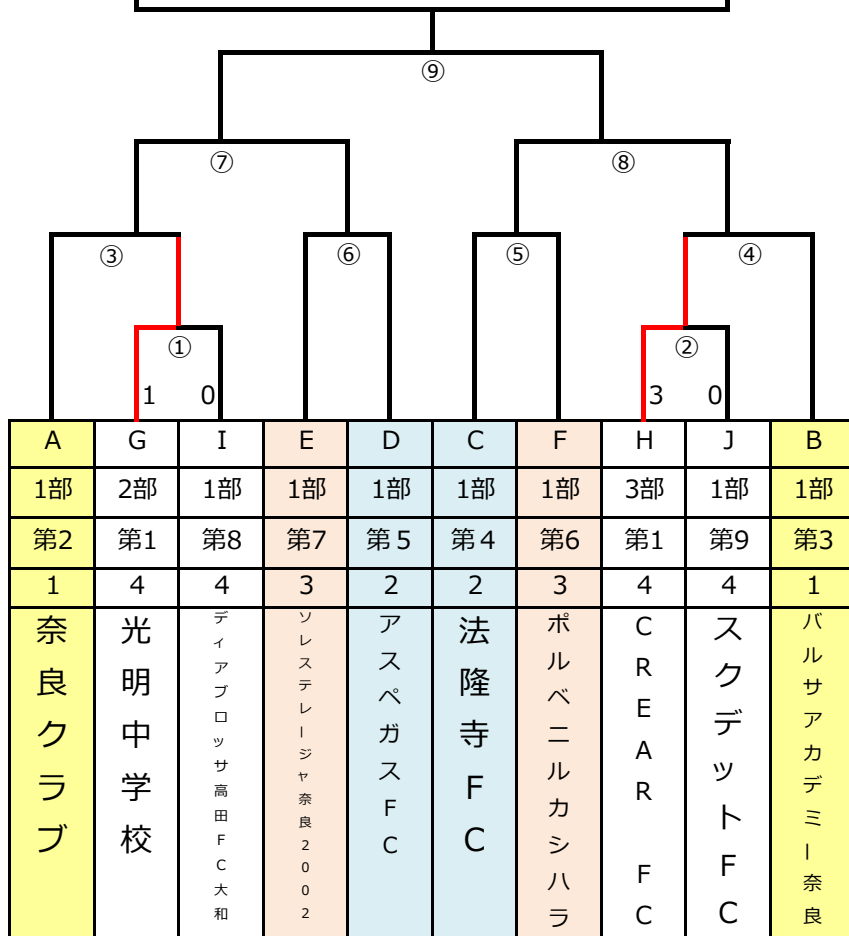 ⑨
⑦ ⑧
③ ⑥ ⑤ ④
① ②
1 0 3 0
A G I E D C F H J B
1部 2部 1部 1部 1部 1部 1部 3部 1部 1部
第2 第1 第8 第7 第５ 第４ 第6 第1 第9 第3
1 4 4 3 2 2 3 4 4 1
奈良クラブ
光明中学校
ディアブロッサ高田FC大和
ソレステレージャ奈良2002
アスペガスFC
法隆寺FC
ポルベニルカシハラ
CREAR FC
スクデットFC
バルサアカデミー奈良